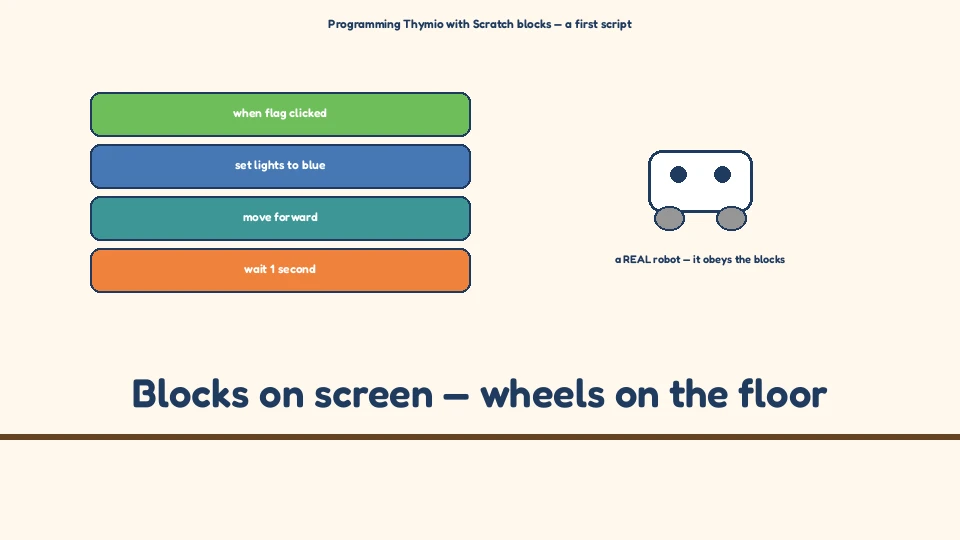 Programming Thymio with Scratch blocks — a first script
when flag clicked
set lights to blue
move forward
wait 1 second
a REAL robot — it obeys the blocks
Blocks on screen — wheels on the floor